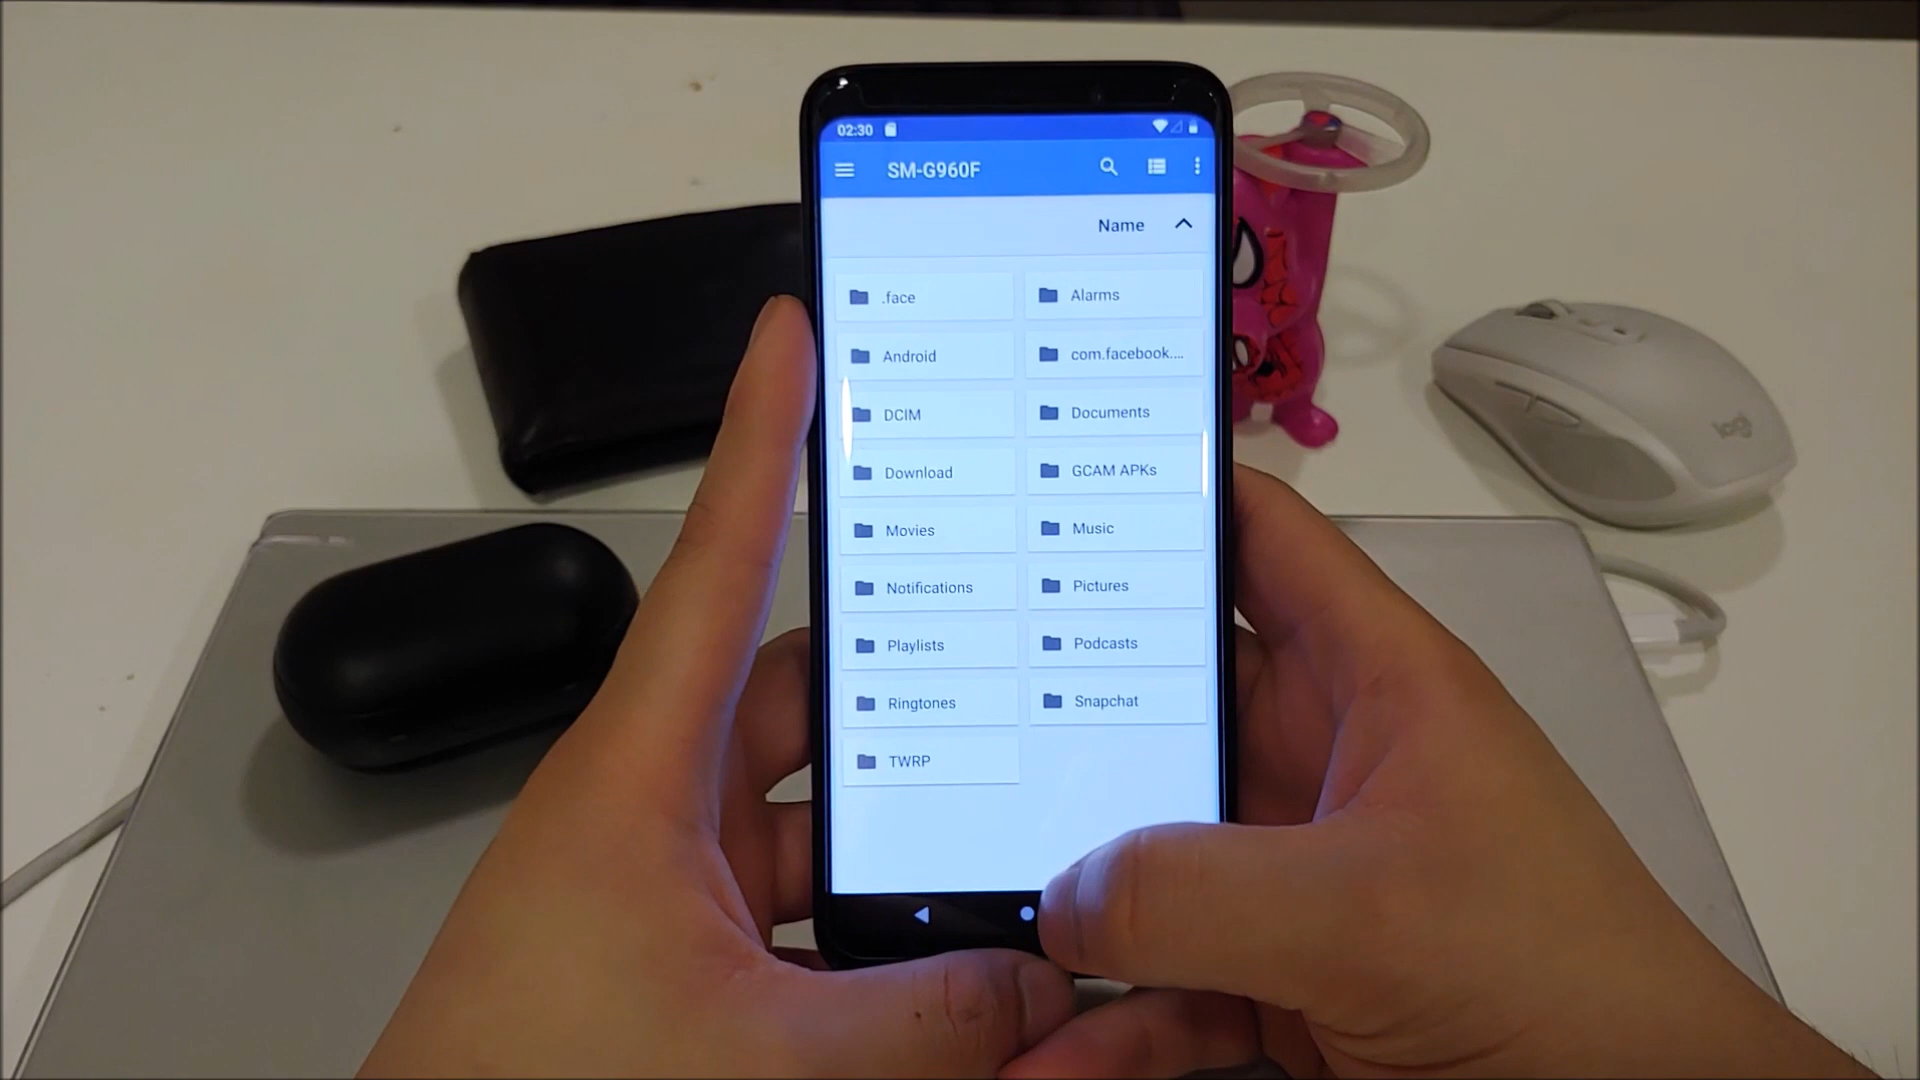 02:30
SM-G960F
Name
.face
Alarms
Android
com.facebook....
DCIM
Documents
Download
GCAM APKs
Movies
Music
Notifications
Pictures
Playlists
Podcasts
Ringtones
Snapchat
TWRP
logi